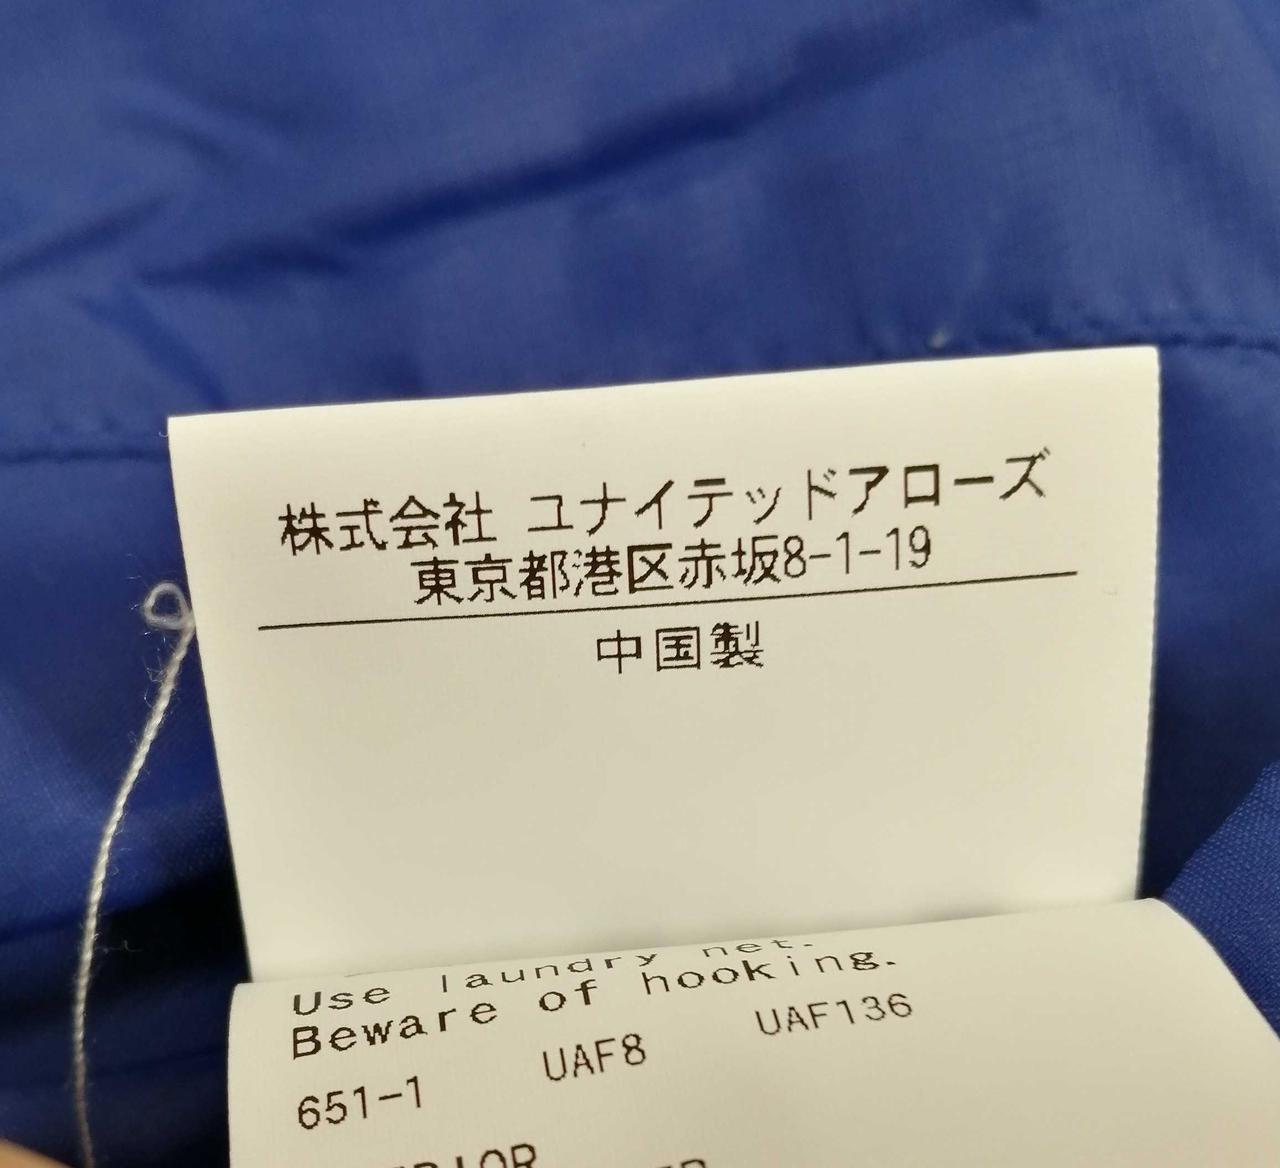 株式会社 ユナイテッドアローズ
東京都港区赤坂8-1-19
中国製
Use laundry net.
Beware of hooking.
651-1 UAF8 UAF136